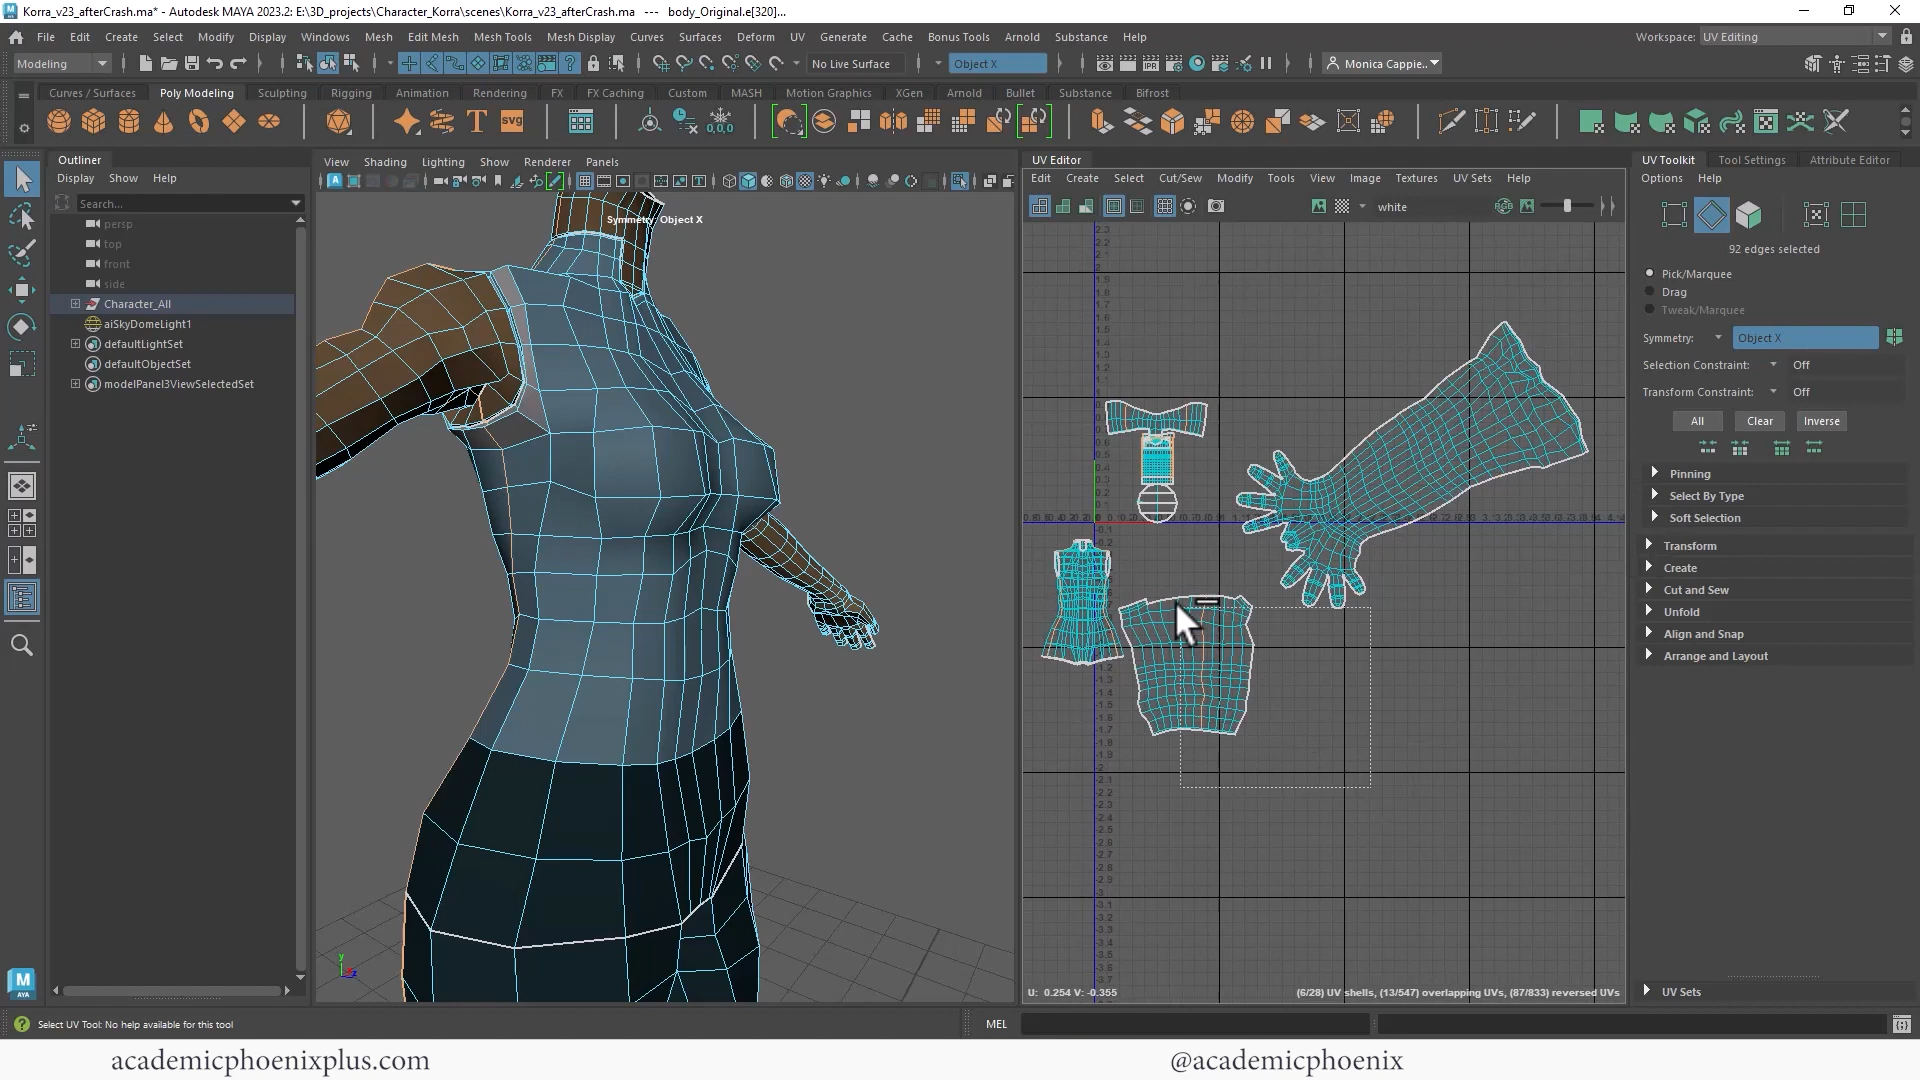 Korra_v23_afterCrash.ma* - Autodesk MAYA 2023.2: E:\3D_projects\Character_Korra\scenes\Korra_v23_afterCrash.ma --- body_Original.e[320]...
File Edit Create Select Modify Display Windows Mesh Edit Mesh Mesh Tools Mesh Display Curves Surfaces Deform UV Generate Cache Bonus Tools Arnold Substance Help
Workspace: UV Editing
Modeling
No Live Surface
Object X
Monica Cappie...
Curves / Surfaces Poly Modeling Sculpting Rigging Animation Rendering FX FX Caching Custom MASH Motion Graphics XGen Arnold Bullet Substance Bifrost
T SVG
0,0,0
IPR
Outliner
Display Show Help
Search...
persp
top
front
side
Character_All
aiSkyDomeLight1
defaultLightSet
defaultObjectSet
modelPanel3ViewSelectedSet
View Shading Lighting Show Renderer Panels
Symmetry: Object X
UV Editor
Edit Create Select Cut/Sew Modify Tools View Image Textures UV Sets Help
white
U: 0.254 V: -0.355
(6/28) UV shells, (13/547) overlapping UVs, (87/833) reversed UVs
UV Toolkit Tool Settings Attribute Editor
Options Help
92 edges selected
Pick/Marquee
Drag
Tweak/Marquee
Symmetry: Object X
Selection Constraint: Off
Transform Constraint: Off
All Clear Inverse
Pinning
Select By Type
Soft Selection
Transform
Create
Cut and Sew
Unfold
Align and Snap
Arrange and Layout
UV Sets
Select UV Tool: No help available for this tool
MEL
academicphoenixplus.com
@academicphoenix